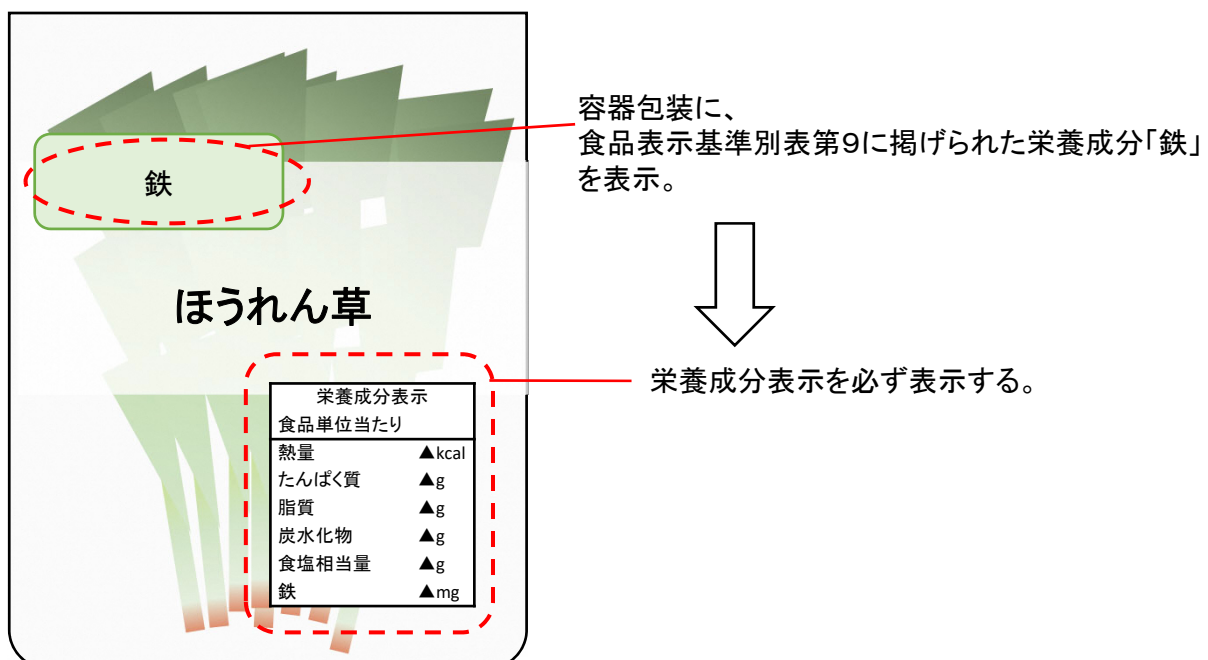 鉄
ほうれん草
栄養成分表示
食品単位当たり
熱量 ▲kcal
たんぱく質 ▲g
脂質 ▲g
炭水化物 ▲g
食塩相当量 ▲g
鉄 ▲mg
容器包装に、
食品表示基準別表第9に掲げられた栄養成分「鉄」
を表示。
栄養成分表示を必ず表示する。